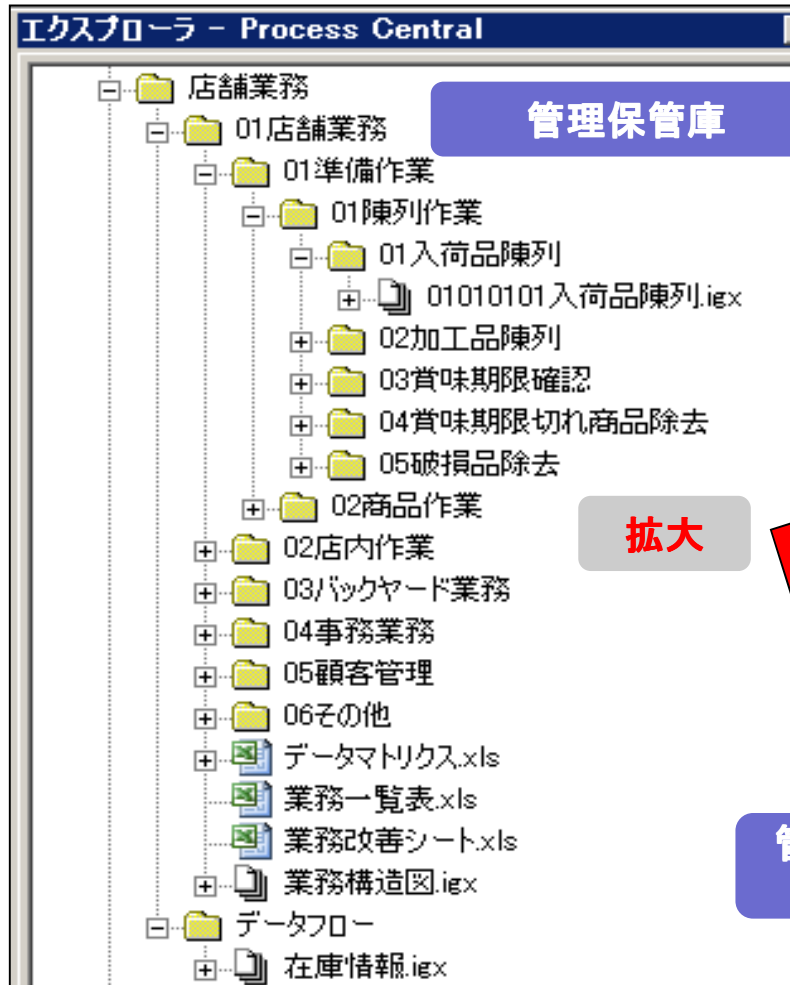 エクスプローラ - Process Central
店舗業務
管理保管庫
01店舗業務
01準備作業
01陳列作業
01入荷品陳列
01010101入荷品陳列.igx
02加工品陳列
03賞味期限確認
04賞味期限切れ商品除去
05破損品除去
02商品作業
拡大
02店内作業
03バックヤード業務
04事務業務
05顧客管理
06その他
データマトリクス.xls
業務一覧表.xls
業務改善シート.xls
業務構造図.igx
データフロー
在庫情報.igx